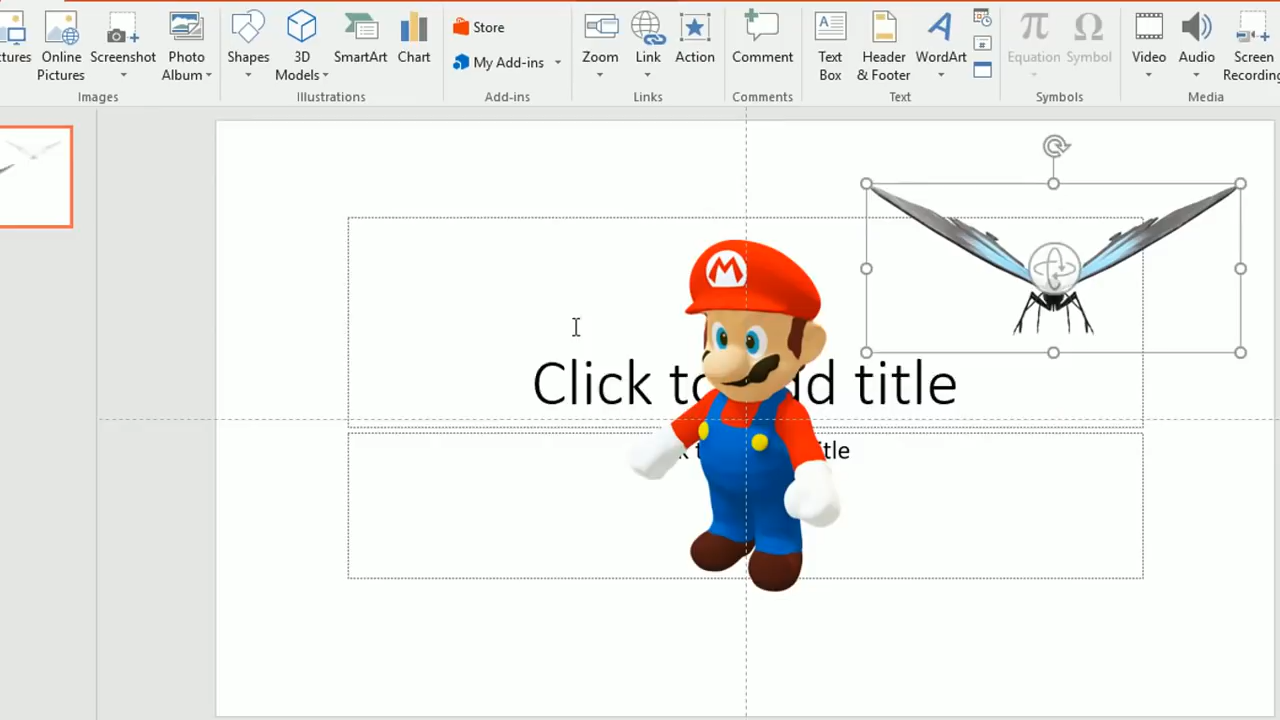 Store
My Add-ins
tures
Online
Pictures
Screenshot
Photo
Album
Shapes
3D
Models
SmartArt
Chart
Zoom
Link
Action
Comment
Text
Box
Header
& Footer
WordArt
Equation
Symbol
Video
Audio
Screen
Recording
Images
Illustrations
Add-ins
Links
Comments
Text
Symbols
Media
M
Click to add title